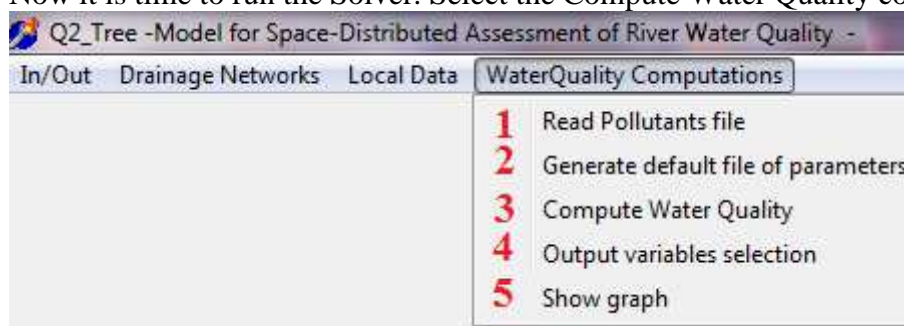 Now it is time to run the Solver. Select the Compute Water Quality co
Q2_Tree -Model for Space-Distributed Assessment of River Water Quality -
In/Out Drainage Networks Local Data WaterQuality Computations
1 Read Pollutants file
2 Generate default file of parameters
3 Compute Water Quality
4 Output variables selection
5 Show graph